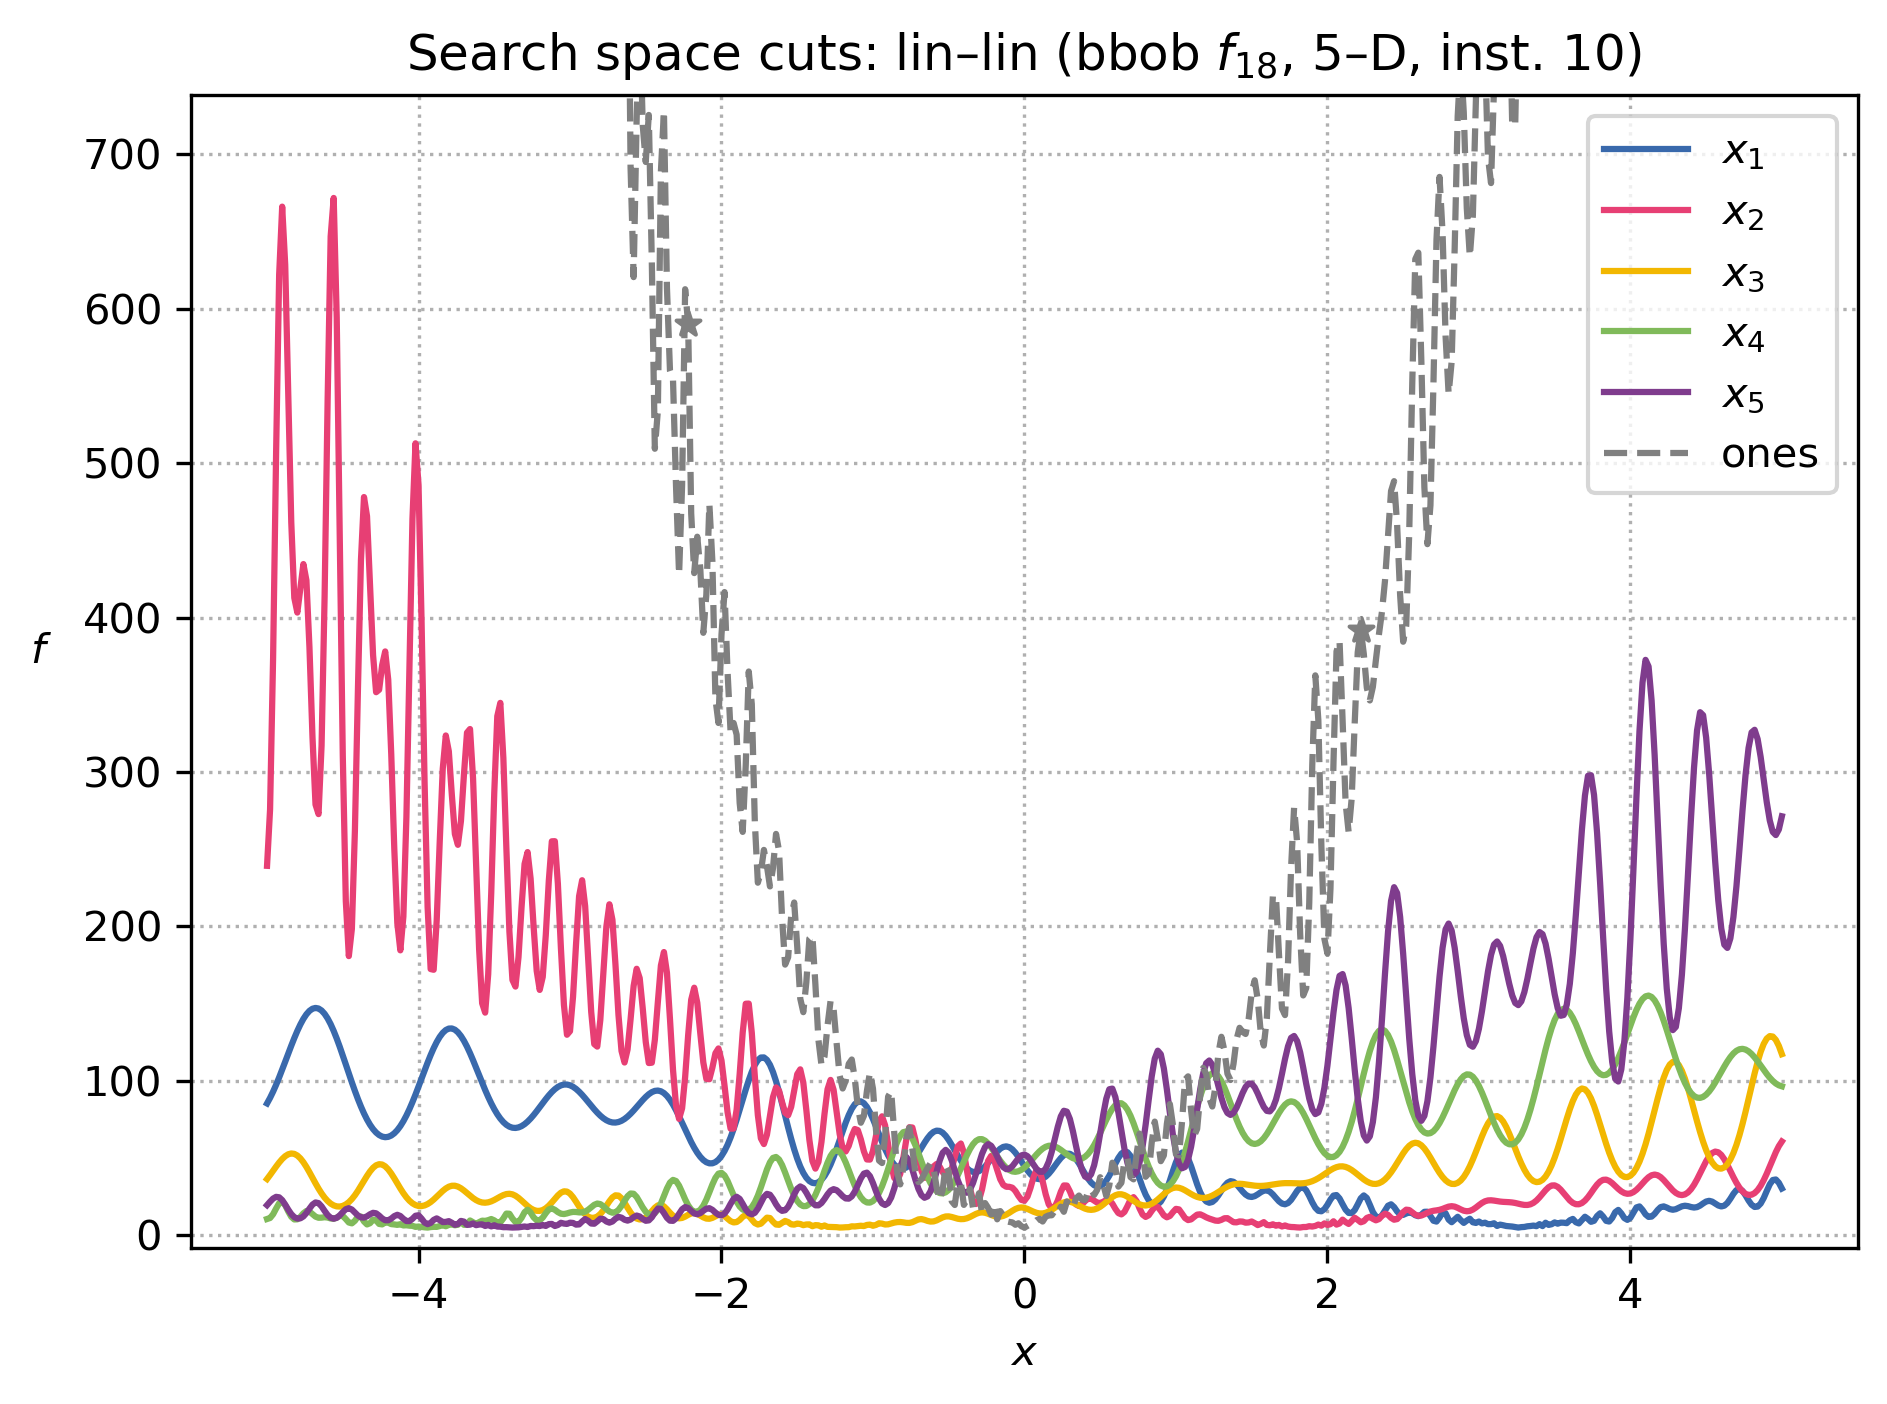 Search space cuts: lin–lin (bbob f18, 5–D, inst. 10)
700
600
500
400
300
200
100
0
f
−4
−2
0
2
4
x
x1
x2
x3
x4
x5
ones